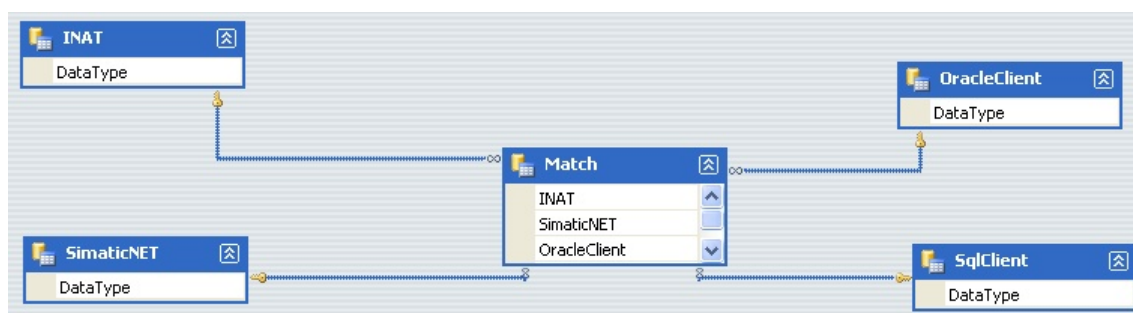 INAT
DataType
OracleClient
DataType
Match
INAT
SimaticNET
OracleClient
SimaticNET
DataType
SqlClient
DataType